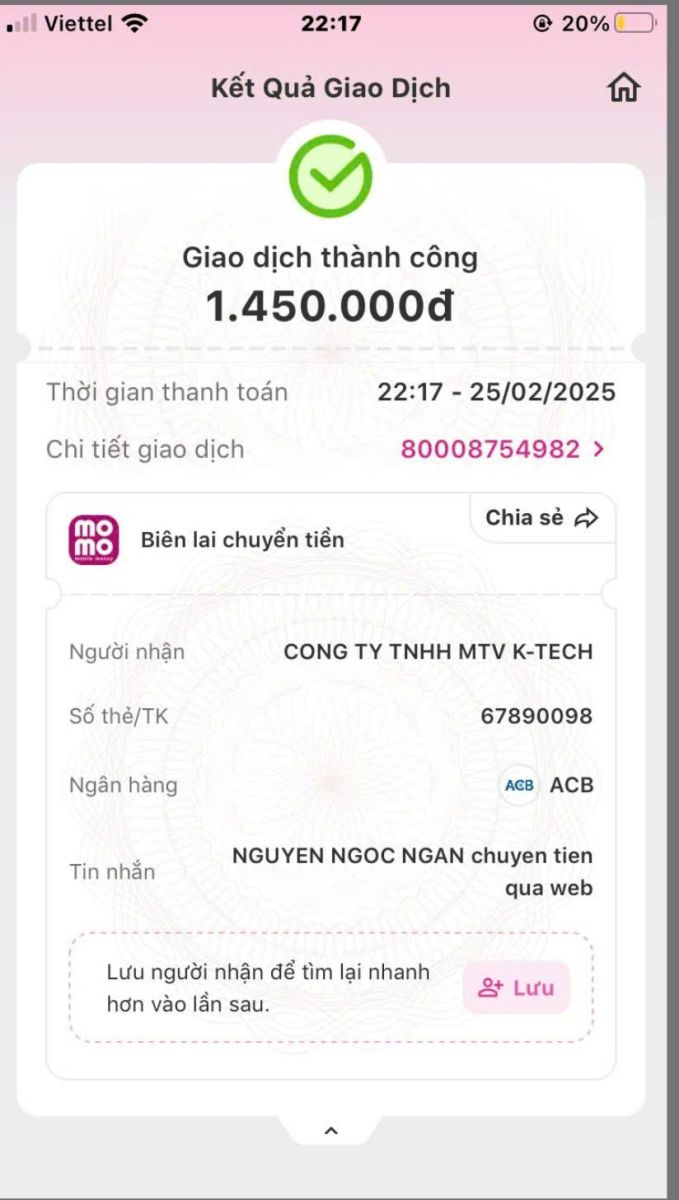 Viettel 22:17 20%
Kết Quả Giao Dịch
Giao dịch thành công
1.450.000đ
Thời gian thanh toán 22:17 - 25/02/2025
Chi tiết giao dịch 80008754982
Chia sẻ
mo
mo
mobile money
Biên lai chuyển tiền
Người nhận CONG TY TNHH MTV K-TECH
Số thẻ/TK 67890098
Ngân hàng ACB ACB
Tin nhắn NGUYEN NGOC NGAN chuyen tien
qua web
Lưu người nhận để tìm lại nhanh
hơn vào lần sau.
Lưu